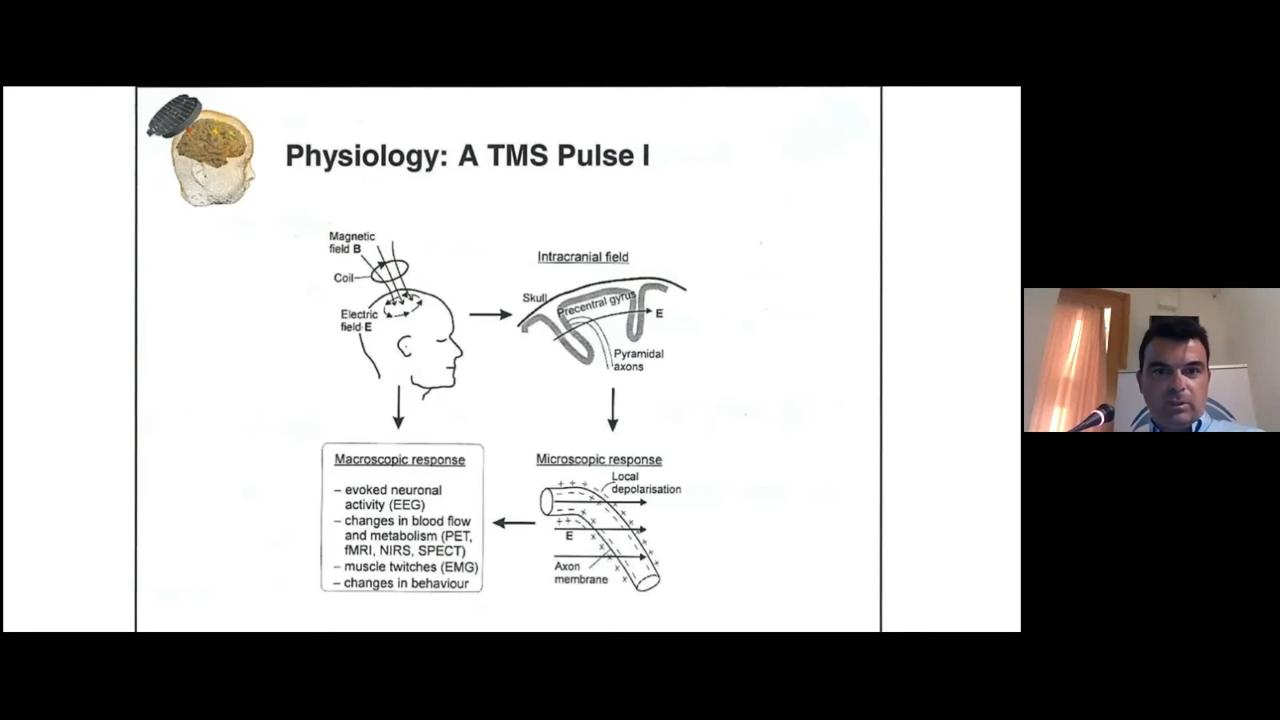 Physiology: A TMS Pulse I
Magnetic
field B
Coil
Electric
field E
Intracranial field
Skull
Precentral gyrus
E
Pyramidal
axons
Macroscopic response
– evoked neuronal
activity (EEG)
– changes in blood flow
and metabolism (PET,
fMRI, NIRS, SPECT)
– muscle twitches (EMG)
– changes in behaviour
Microscopic response
Local
depolarisation
E
Axon
membrane